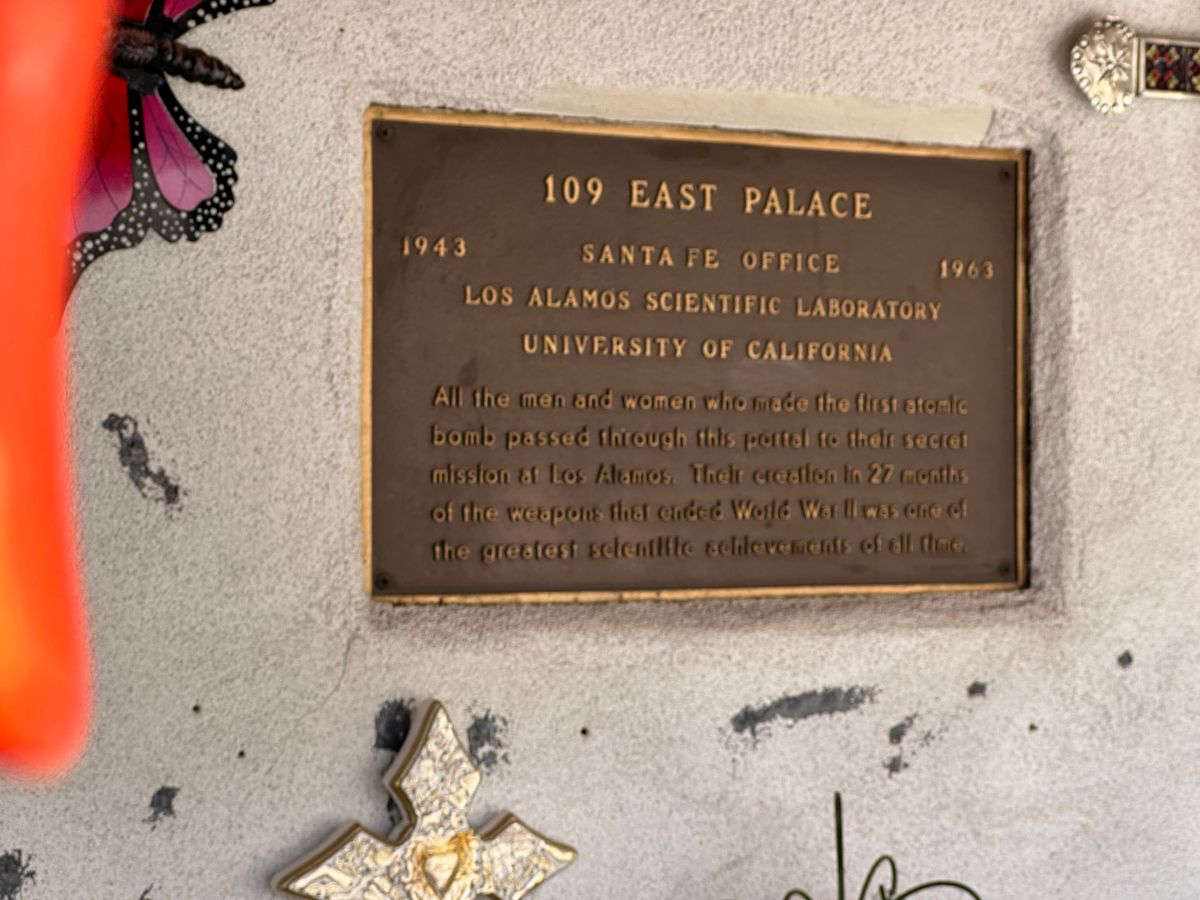 109 EAST PALACE
1943 SANTA FE OFFICE 1963
LOS ALAMOS SCIENTIFIC LABORATORY
UNIVERSITY OF CALIFORNIA
All the men and women who made the first atomic
bomb passed through this portal to their secret
mission at Los Alamos. Their creation in 27 months
of the weapons that ended World War II was one of
the greatest scientific achievements of all time.